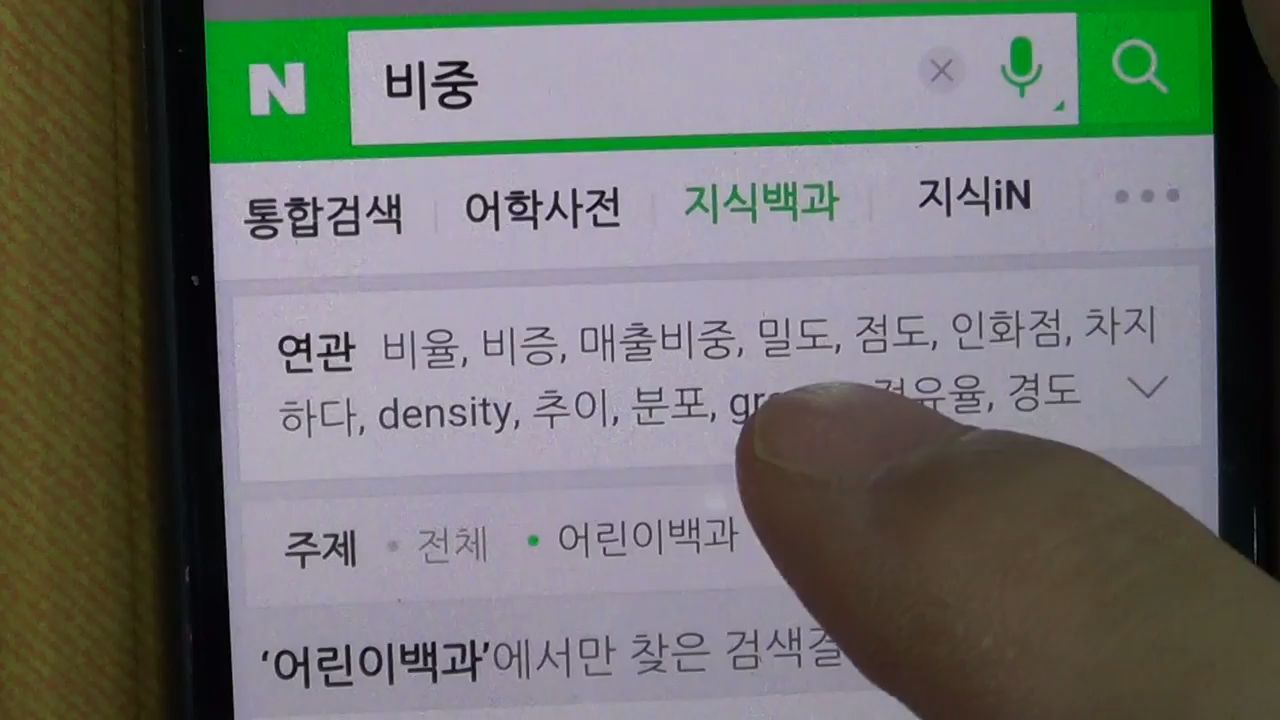 N 비중
통합검색 어학사전 지식백과 지식iN
연관 비율, 비증, 매출비중, 밀도, 점도, 인화점, 차지
하다, density, 추이, 분포, 경도
주제 전체 어린이백과
'어린이백과'에서만 찾은